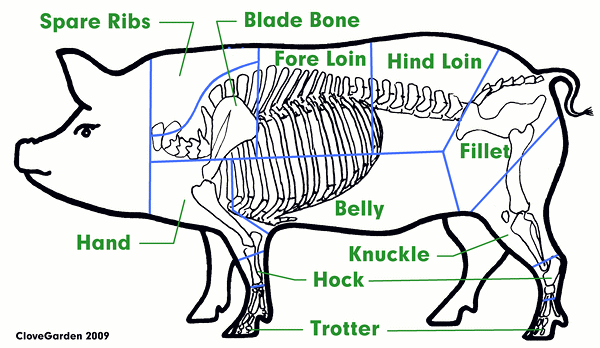 Spare Ribs
Blade Bone
Fore Loin
Hind Loin
Fillet
Belly
Hand
Knuckle
Hock
Trotter
CloveGarden 2009